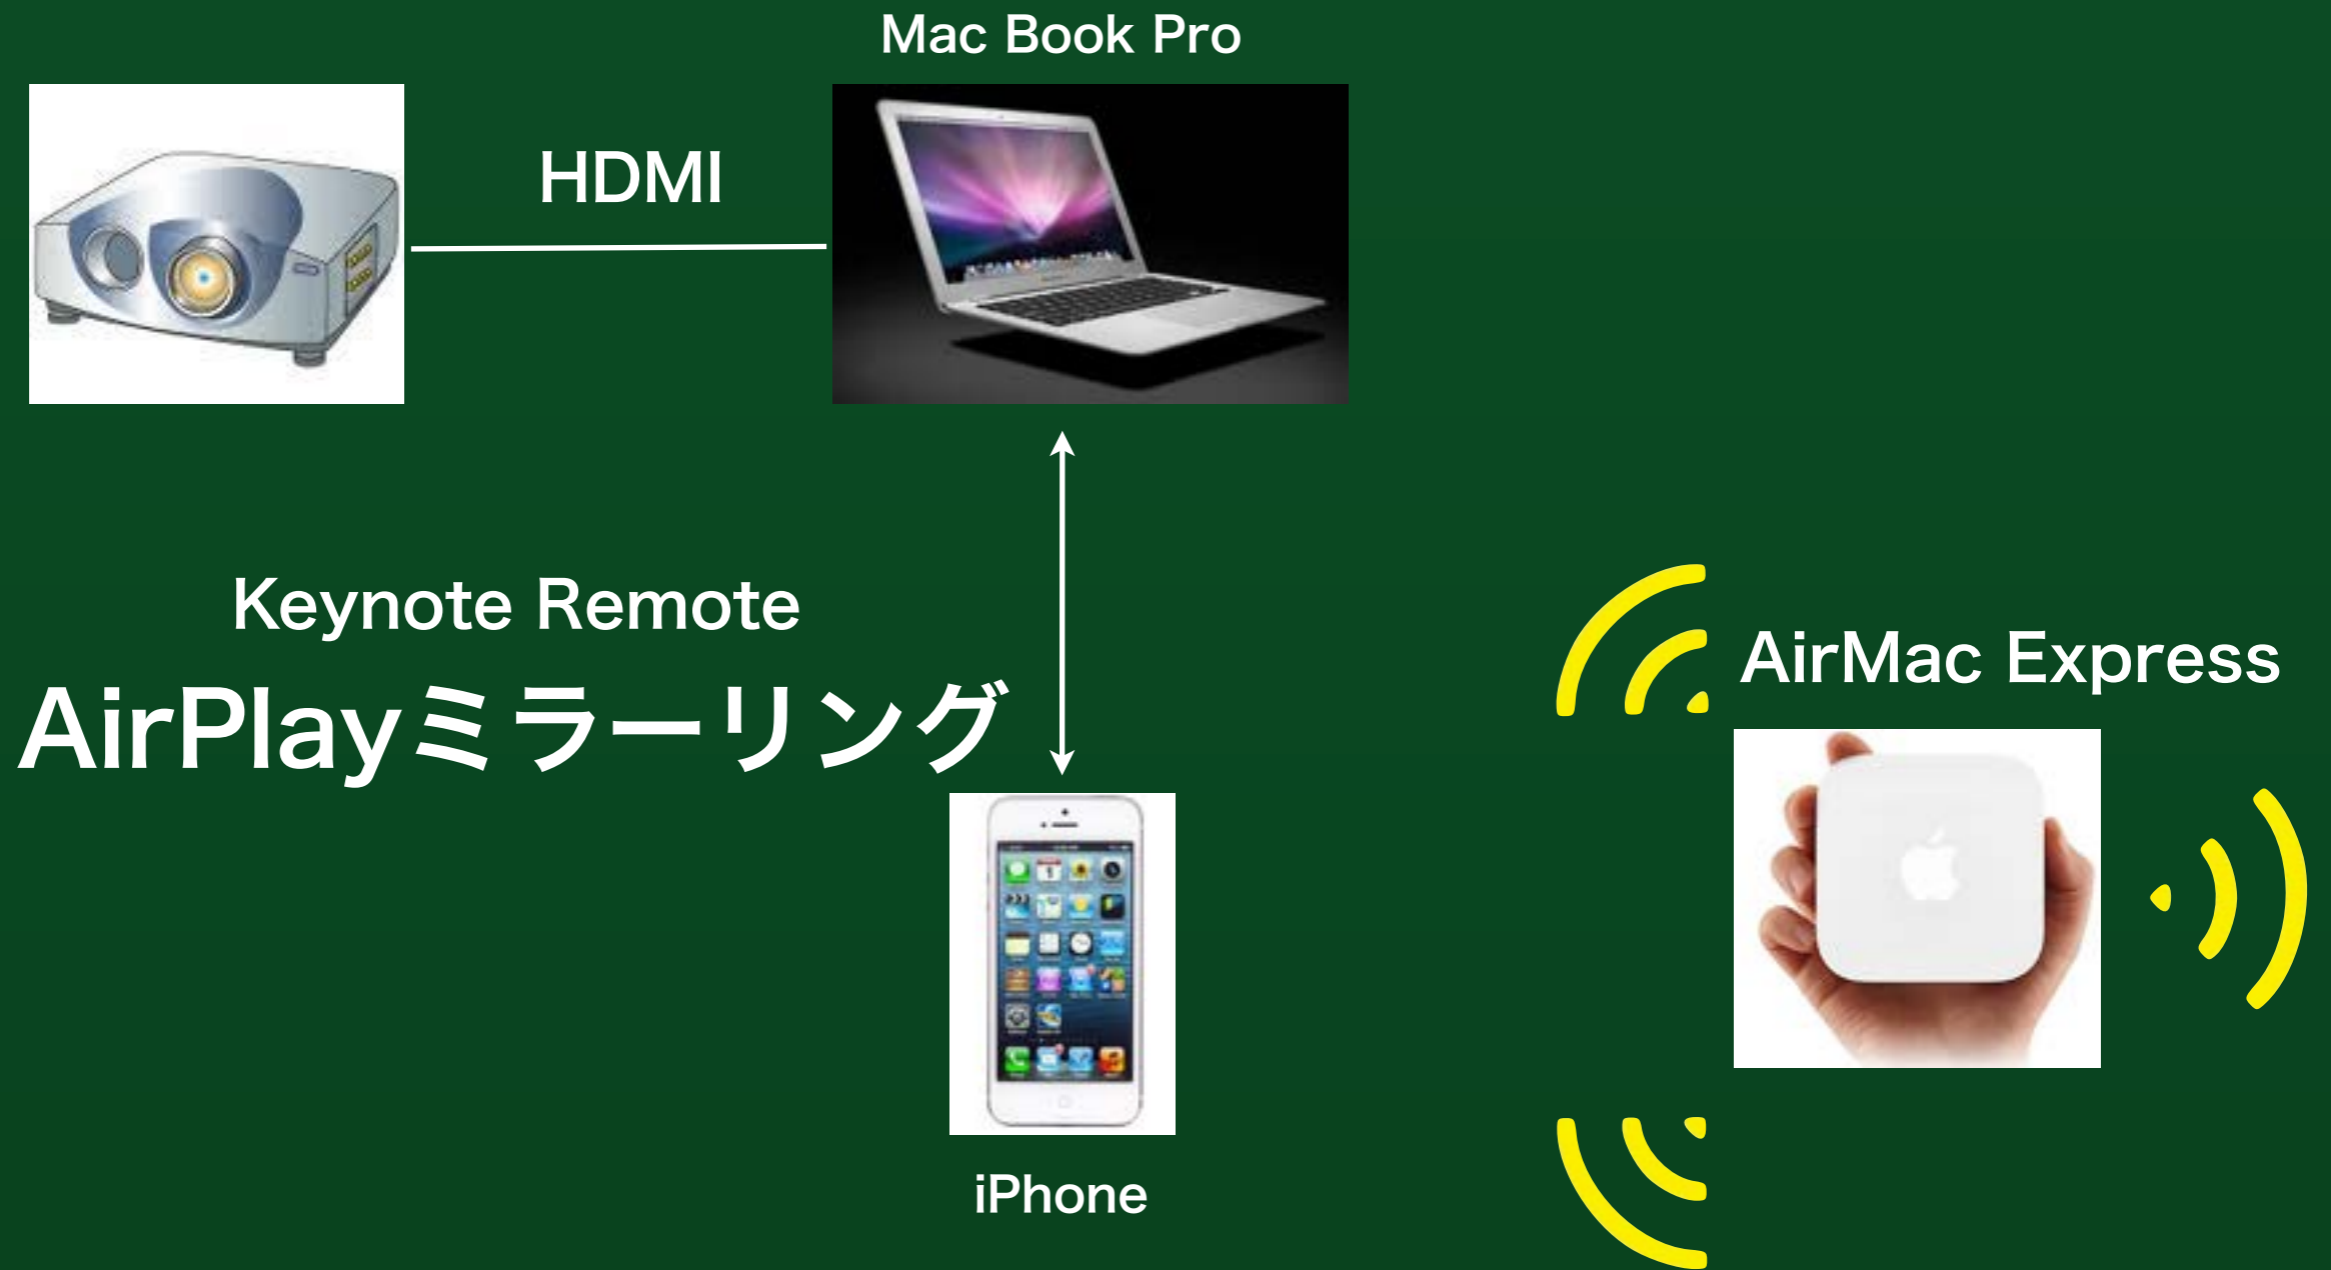 Mac Book Pro
HDMI
Keynote Remote
AirPlayミラーリング
AirMac Express
iPhone